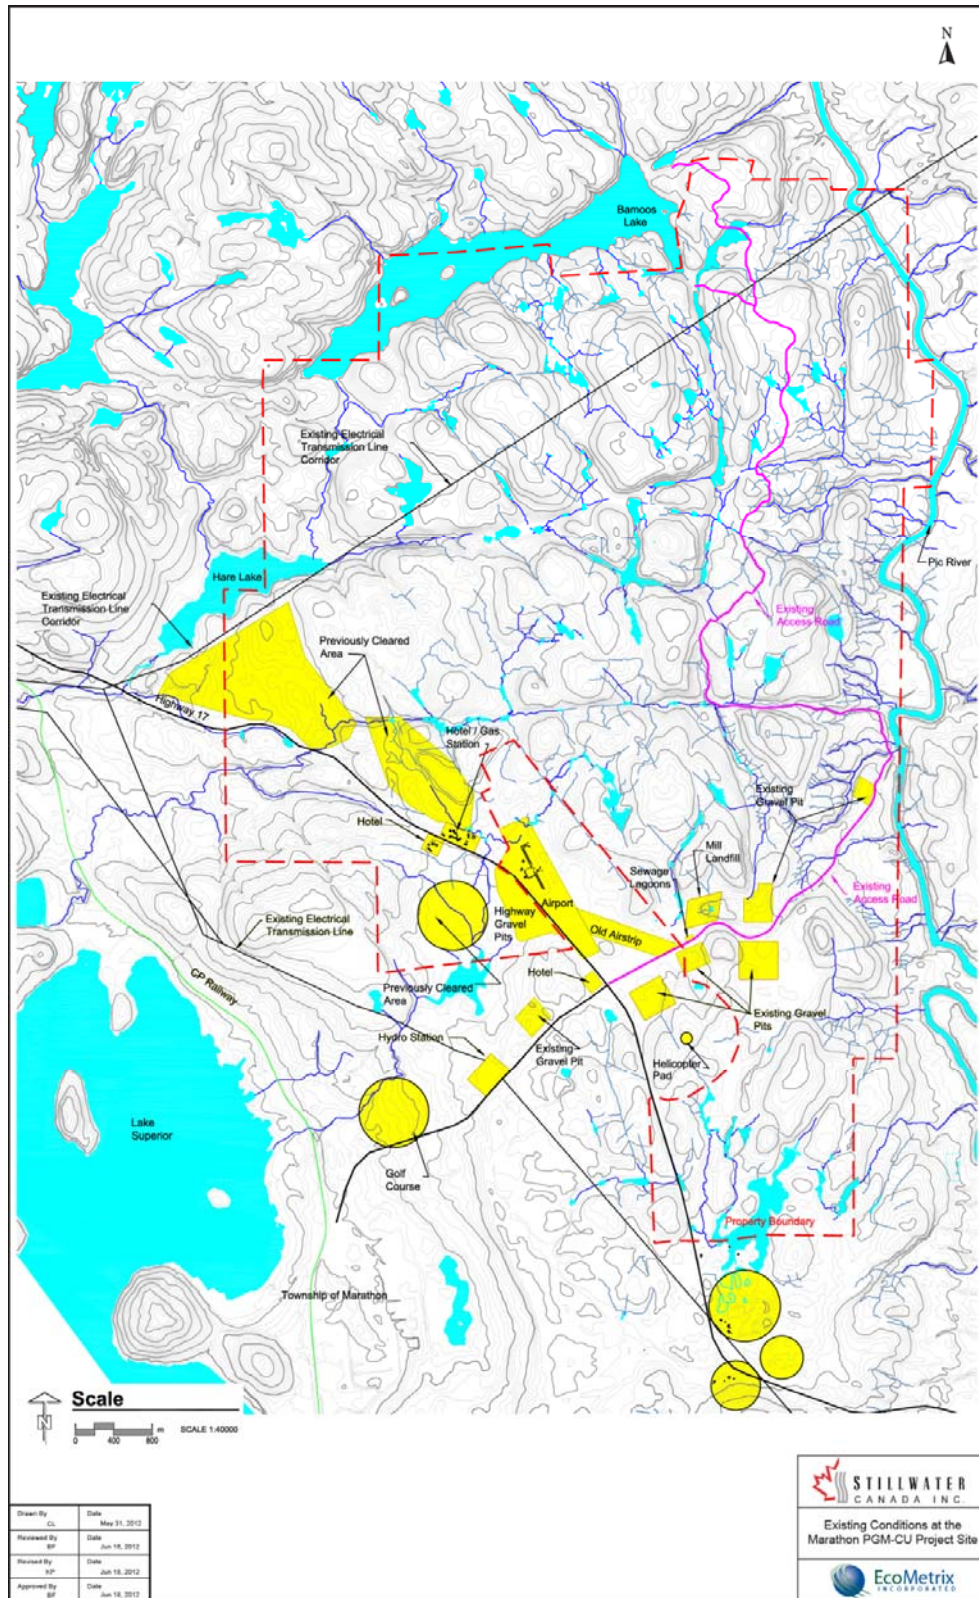 N
Bamoos
Lake
Existing Electrical
Transmission Line
Corridor
Pic River
Hare Lake
Existing Electrical
Transmission Line
Corridor
Existing
Access Road
Previously Cleared
Area
Highway 17
Hotel / Gas
Station
Existing
Gravel Pit
Hotel
Mill
Landfill
Sewage
Lagoons
Existing
Access Road
Airport
Highway
Gravel
Pits
Existing Electrical
Transmission Line
Old Airstrip
CP Railway
Hotel
Previously Cleared
Area
Existing Gravel
Pits
Hydro Station
Existing
Gravel Pit
Helicopter
Pad
Lake
Superior
Golf
Course
Property Boundary
Township of Marathon
Scale
N
0 400 800 m SCALE 1:40000
STILLWATER
CANADA INC.
Existing Conditions at the
Marathon PGM-CU Project Site
EcoMetrix
INCORPORATED
Drawn By Date
CL May 31, 2012
Reviewed By Date
BF Jun 18, 2012
Revised By Date
KP Jun 18, 2012
Approved By Date
BF Jun 18, 2012